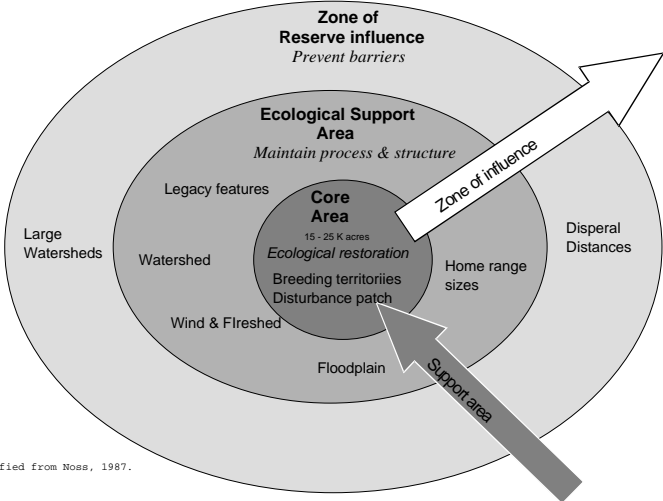 Zone of
Reserve influence
Prevent barriers
Ecological Support
Area
Maintain process & structure
Zone of influence
Legacy features
Core
Area
15 - 25 K acres
Ecological restoration
Breeding territoriies
Disturbance patch
Large
Watersheds
Watershed
Home range
sizes
Disperal
Distances
Wind & FIreshed
Floodplain
Support area
fied from Noss, 1987.